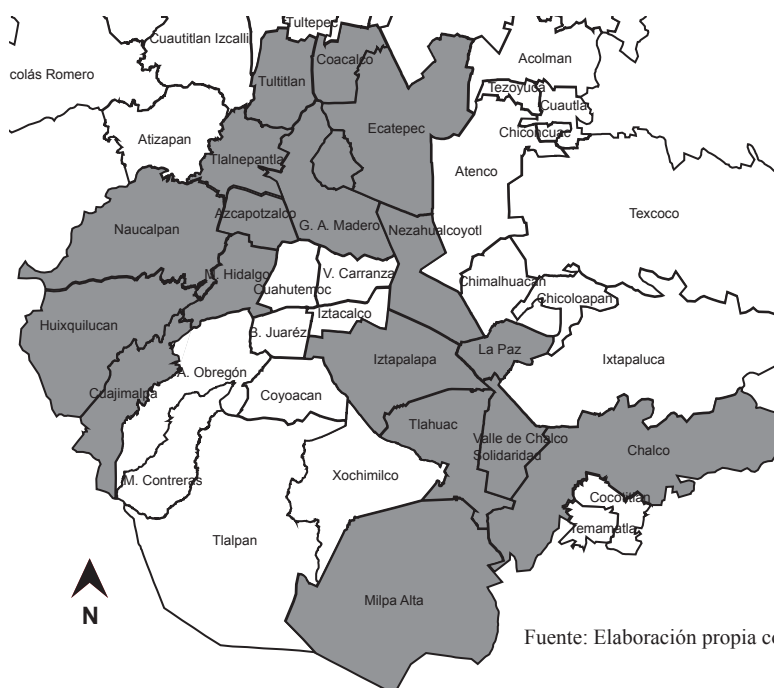 Tultepec
Cuautitlan Izcalli
Coacalco
Acolman
colás Romero
Tultitlan
Tezoyuca
Cuautla
Ecatepec
Atizapan
Chiconcuac
Tlalnepantla
Atenco
Texcoco
Azcapotzalco
Naucalpan
G. A. Madero
Nezahualcoyotl
M. Hidalgo
V. Carranza
Chimalhuacan
Cuahutemoc
Chicoloapan
Iztacalco
Huixquilucan
B. Juaréz
La Paz
Iztapalapa
Ixtapaluca
A. Obregón
Cuajimalpa
Coyoacan
Tlahuac
Valle de Chalco
Solidaridad
Chalco
Xochimilco
M. Contreras
Cocotitlan
Temamatla
Tlalpan
Milpa Alta
N
Fuente: Elaboración propia co